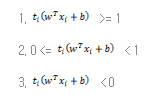 1. tᵢ(wᵀxᵢ + b) >= 1
2. 0 <= tᵢ(wᵀxᵢ + b) < 1
3. tᵢ(wᵀxᵢ + b) < 0